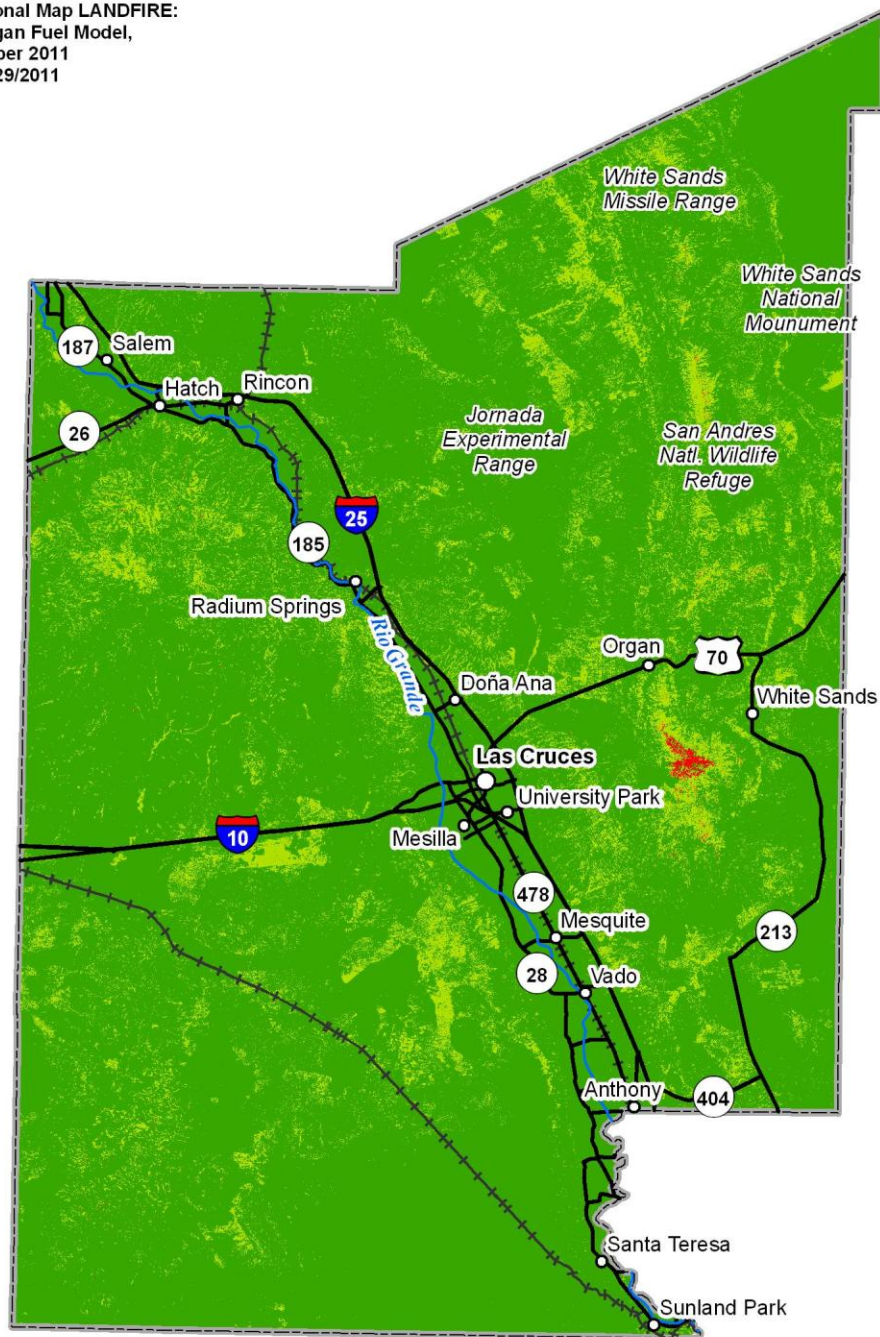 onal Map LANDFIRE:
gan Fuel Model,
ber 2011
29/2011
White Sands
Missile Range
White Sands
National
Mounument
187
Salem
Hatch
Rincon
26
Jornada
Experimental
Range
San Andres
Natl. Wildlife
Refuge
25
185
Radium Springs
Rio Grande
Organ
70
Doña Ana
White Sands
Las Cruces
University Park
10
Mesilla
478
Mesquite
213
28
Vado
Anthony
404
Santa Teresa
Sunland Park